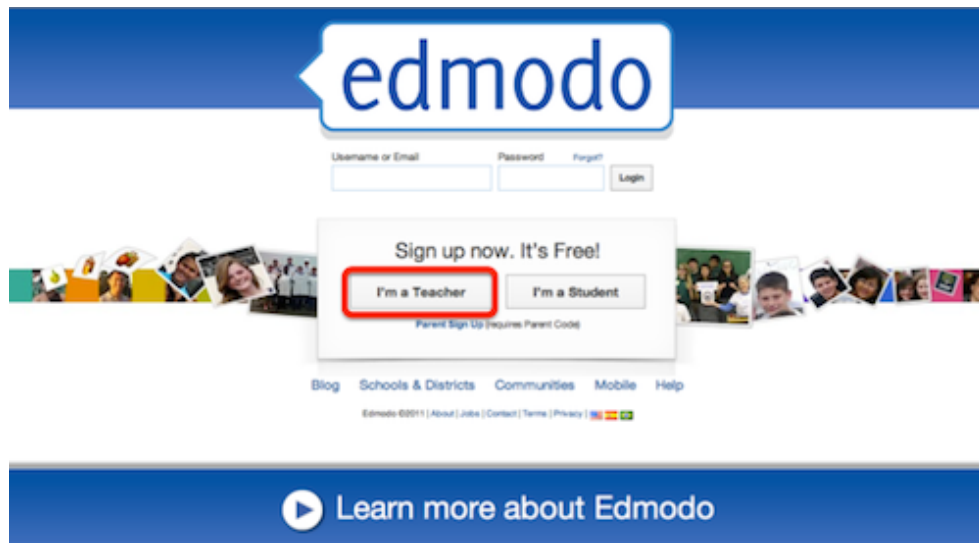 edmodo
Username or Email Password Forgot?
Login
Sign up now. It's Free!
I'm a Teacher I'm a Student
Parent Sign Up (requires Parent Code)
Blog Schools & Districts Communities Mobile Help
Edmodo ©2011 | About | Jobs | Contact | Terms | Privacy |
Learn more about Edmodo